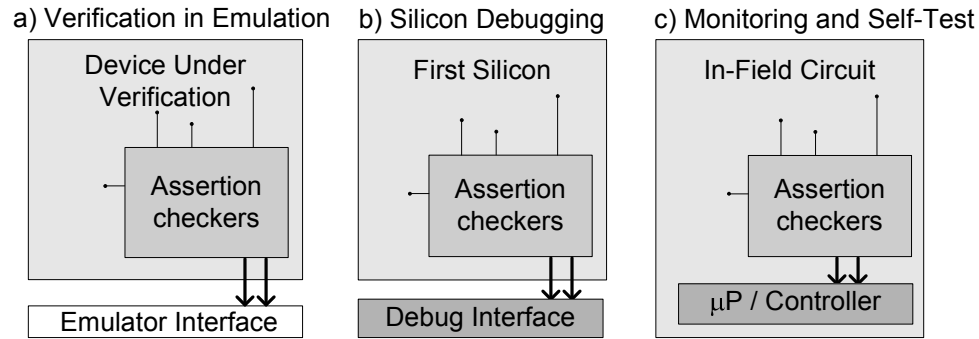 a) Verification in Emulation
Device Under
Verification
Assertion
checkers
Emulator Interface
b) Silicon Debugging
First Silicon
Assertion
checkers
Debug Interface
c) Monitoring and Self-Test
In-Field Circuit
Assertion
checkers
μP / Controller